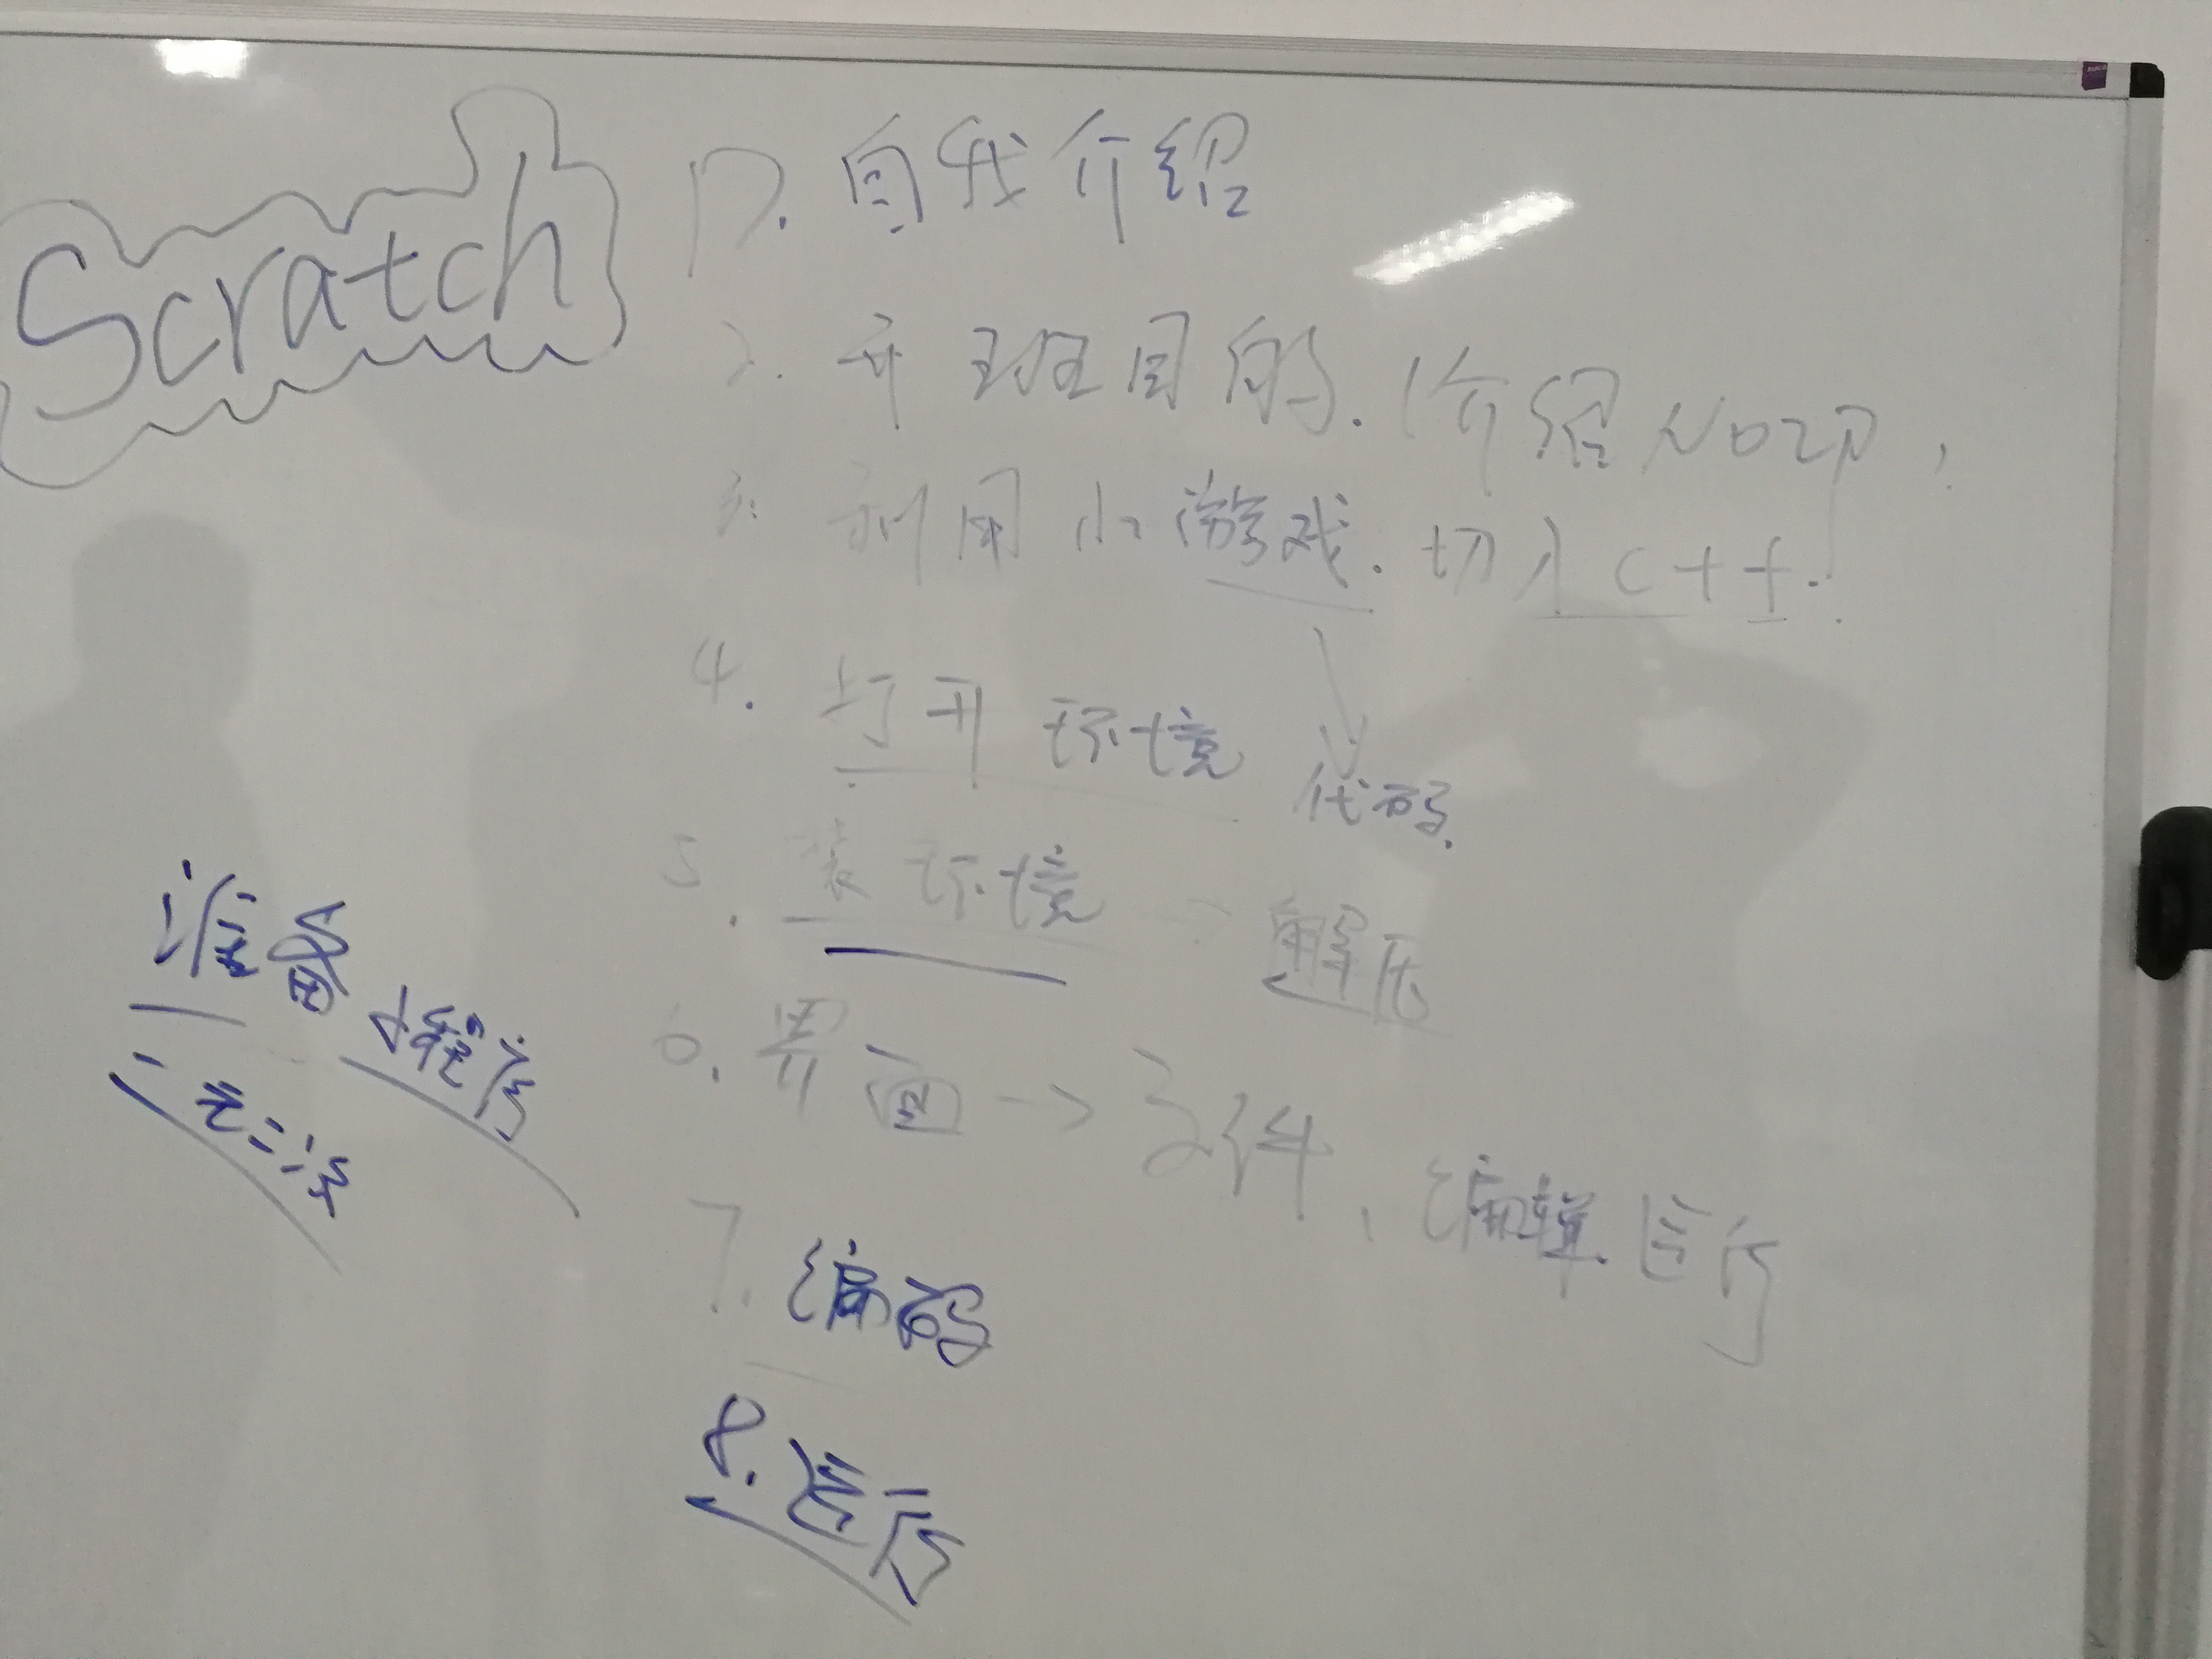 Scratch
1. 自我介绍
2. 开班目的. (介绍NOIP,
3. 利用小游戏. 切入C++.
代码.
4. 打开环境
5. 装环境 → 解压
6. 界面 → 文件、编辑.运行
7. 编码
8. 运行
准备小程序
一元二次